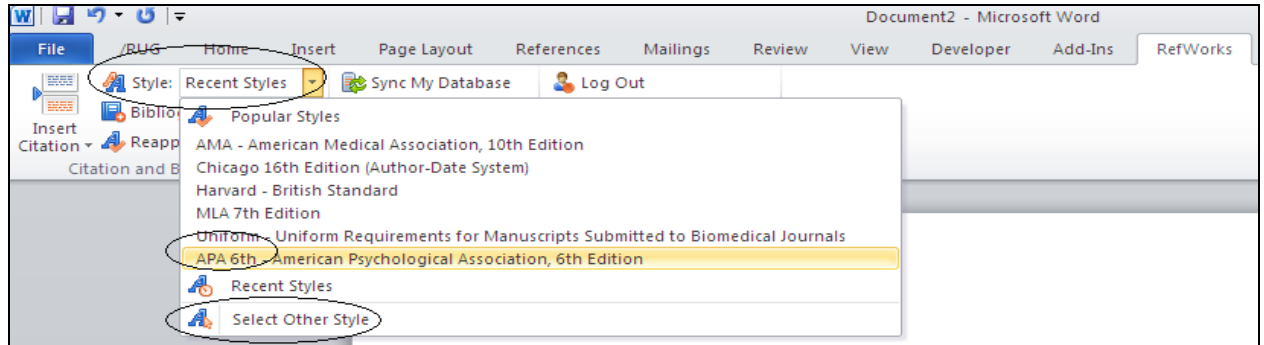 Document2 - Microsoft Word
File /RUG Home Insert Page Layout References Mailings Review View Developer Add-Ins RefWorks
Style: Recent Styles Sync My Database Log Out
Insert Citation
Biblio
Reapp
Citation and B
Popular Styles
AMA - American Medical Association, 10th Edition
Chicago 16th Edition (Author-Date System)
Harvard - British Standard
MLA 7th Edition
Uniform - Uniform Requirements for Manuscripts Submitted to Biomedical Journals
APA 6th - American Psychological Association, 6th Edition
Recent Styles
Select Other Style